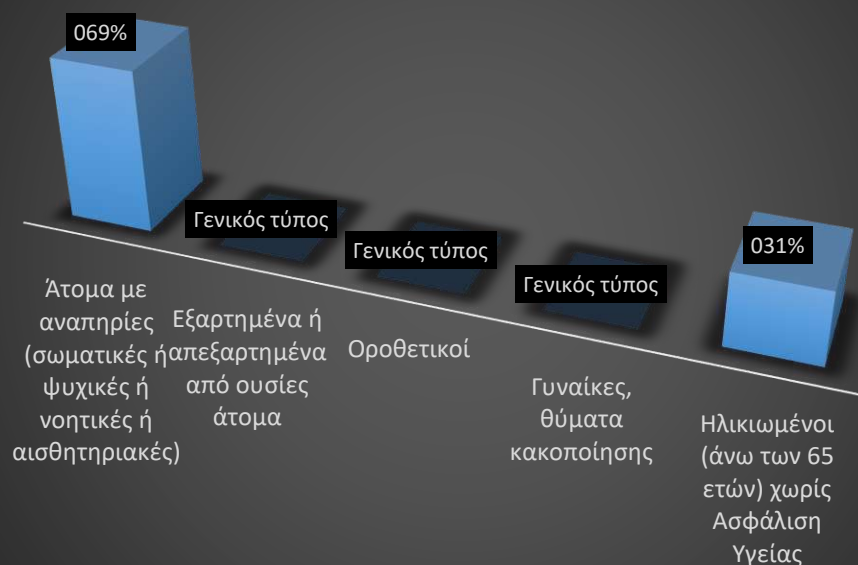 069%
Γενικός τύπος
Γενικός τύπος
Γενικός τύπος
031%
Άτομα με
αναπηρίες
(σωματικές ή
ψυχικές ή
νοητικές ή
αισθητηριακές)
Εξαρτημένα ή
απεξαρτημένα
από ουσίες
άτομα
Οροθετικοί
Γυναίκες,
θύματα
κακοποίησης
Ηλικιωμένοι
(άνω των 65
ετών) χωρίς
Ασφάλιση
Υγείας